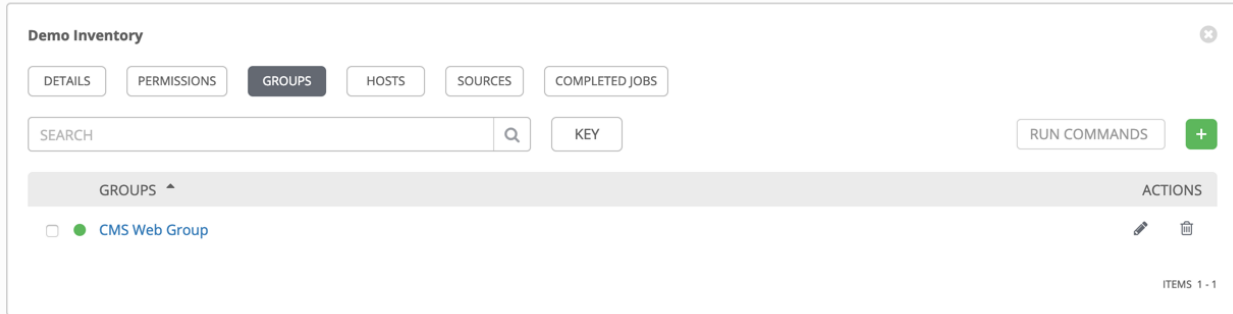 Demo Inventory
DETAILS PERMISSIONS GROUPS HOSTS SOURCES COMPLETED JOBS
SEARCH KEY RUN COMMANDS +
GROUPS ACTIONS
CMS Web Group
ITEMS 1 - 1